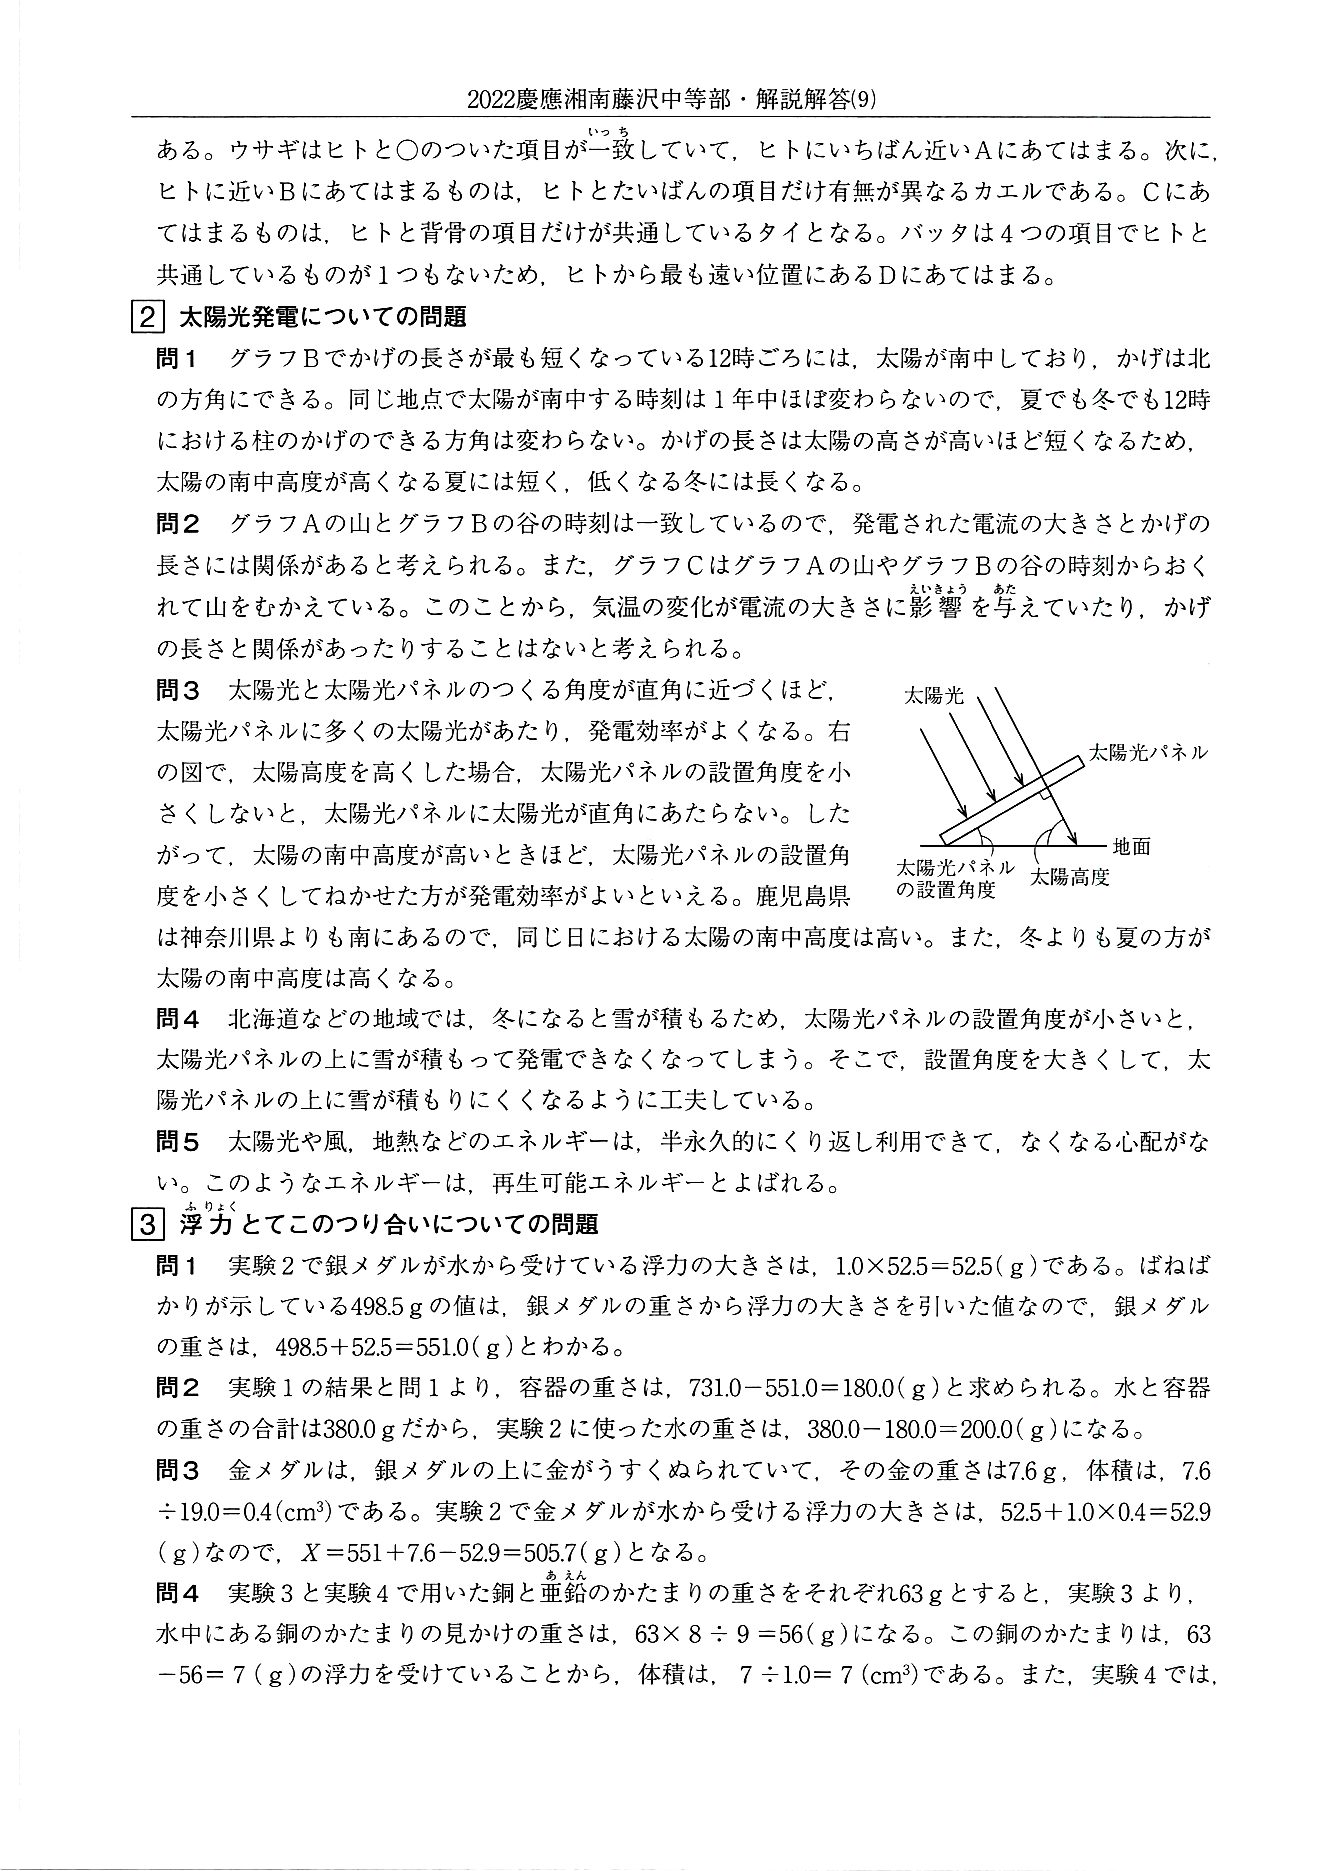 2022慶應湘南藤沢中等部・解説解答(9)
ある。ウサギはヒトと〇のついた項目が一致していて，ヒトにいちばん近いAにあてはまる。次に，
ヒトに近いBにあてはまるものは，ヒトとたいばんの項目だけ有無が異なるカエルである。Cにあ
てはまるものは，ヒトと背骨の項目だけが共通しているタイとなる。バッタは4つの項目でヒトと
共通しているものが1つもないため，ヒトから最も遠い位置にあるDにあてはまる。
2 太陽光発電についての問題
問1 グラフBでかげの長さが最も短くなっている12時ごろには，太陽が南中しており，かげは北
の方角にできる。同じ地点で太陽が南中する時刻は1年中ほぼ変わらないので，夏でも冬でも12時
における柱のかげのできる方角は変わらない。かげの長さは太陽の高さが高いほど短くなるため，
太陽の南中高度が高くなる夏には短く，低くなる冬には長くなる。
問2 グラフAの山とグラフBの谷の時刻は一致しているので，発電された電流の大きさとかげの
長さには関係があると考えられる。また，グラフCはグラフAの山やグラフBの谷の時刻からおく
れて山をむかえている。このことから，気温の変化が電流の大きさに影響を与えていたり，かげ
の長さと関係があったりすることはないと考えられる。
問3 太陽光と太陽光パネルのつくる角度が直角に近づくほど，
太陽光パネルに多くの太陽光があたり，発電効率がよくなる。右
の図で，太陽高度を高くした場合，太陽光パネルの設置角度を小
さくしないと，太陽光パネルに太陽光が直角にあたらない。した
がって，太陽の南中高度が高いときほど，太陽光パネルの設置角
度を小さくしてねかせた方が発電効率がよいといえる。鹿児島県
は神奈川県よりも南にあるので，同じ日における太陽の南中高度は高い。また，冬よりも夏の方が
太陽の南中高度は高くなる。
太陽光
太陽光パネル
地面
太陽光パネル
の設置角度
太陽高度
問4 北海道などの地域では，冬になると雪が積もるため，太陽光パネルの設置角度が小さいと，
太陽光パネルの上に雪が積もって発電できなくなってしまう。そこで，設置角度を大きくして，太
陽光パネルの上に雪が積もりにくくなるように工夫している。
問5 太陽光や風，地熱などのエネルギーは，半永久的にくり返し利用できて，なくなる心配がな
い。このようなエネルギーは，再生可能エネルギーとよばれる。
3 浮力とてこのつり合いについての問題
問1 実験2で銀メダルが水から受けている浮力の大きさは，1.0×52.5＝52.5(g)である。ばねば
かりが示している498.5gの値は，銀メダルの重さから浮力の大きさを引いた値なので，銀メダル
の重さは，498.5＋52.5＝551.0(g)とわかる。
問2 実験1の結果と問1より，容器の重さは，731.0－551.0＝180.0(g)と求められる。水と容器
の重さの合計は380.0gだから，実験2に使った水の重さは，380.0－180.0＝200.0(g)になる。
問3 金メダルは，銀メダルの上に金がうすくぬられていて，その金の重さは7.6g，体積は，7.6
÷19.0＝0.4(cm³)である。実験2で金メダルが水から受ける浮力の大きさは，52.5＋1.0×0.4＝52.9
(g)なので，X＝551＋7.6－52.9＝505.7(g)となる。
問4 実験3と実験4で用いた銅と亜鉛のかたまりの重さをそれぞれ63gとすると，実験3より，
水中にある銅のかたまりの見かけの重さは，63×8÷9＝56(g)になる。この銅のかたまりは，63
－56＝7(g)の浮力を受けていることから，体積は，7÷1.0＝7(cm³)である。また，実験4では，